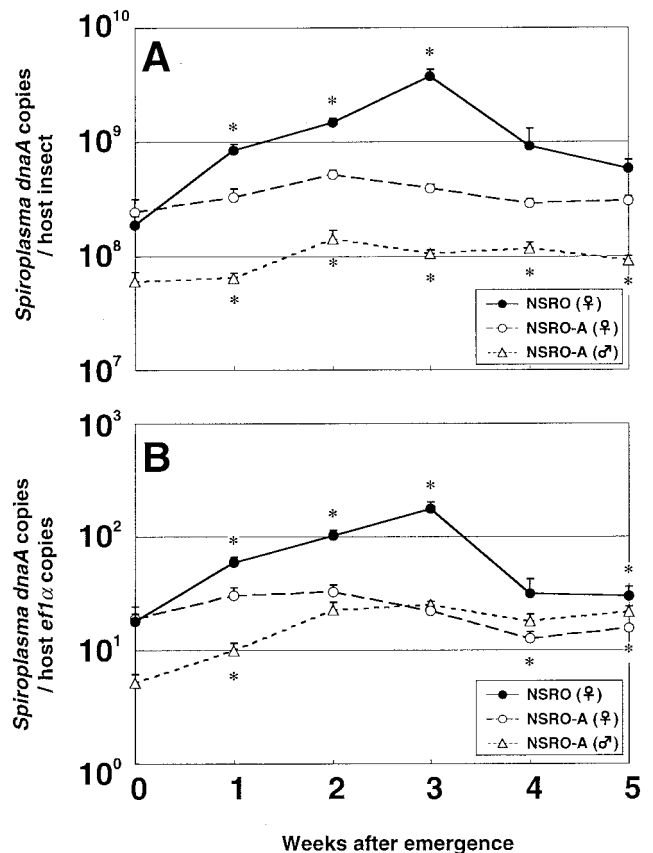 A
Spiroplasma dnaA copies
/ host insect
10^10
10^9
10^8
10^7
*
*
*
*
*
*
*
*
NSRO (♀)
NSRO-A (♀)
NSRO-A (♂)
B
Spiroplasma dnaA copies
/ host ef1α copies
10^3
10^2
10^1
10^0
*
*
*
*
*
*
*
NSRO (♀)
NSRO-A (♀)
NSRO-A (♂)
0 1 2 3 4 5
Weeks after emergence